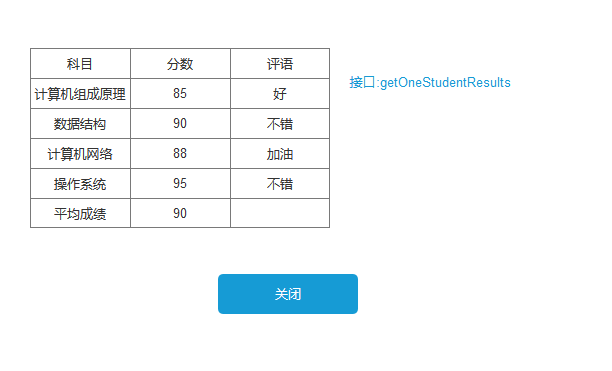 科目 分数 评语
接口:getOneStudentResults
计算机组成原理 85 好
数据结构 90 不错
计算机网络 88 加油
操作系统 95 不错
平均成绩 90
关闭